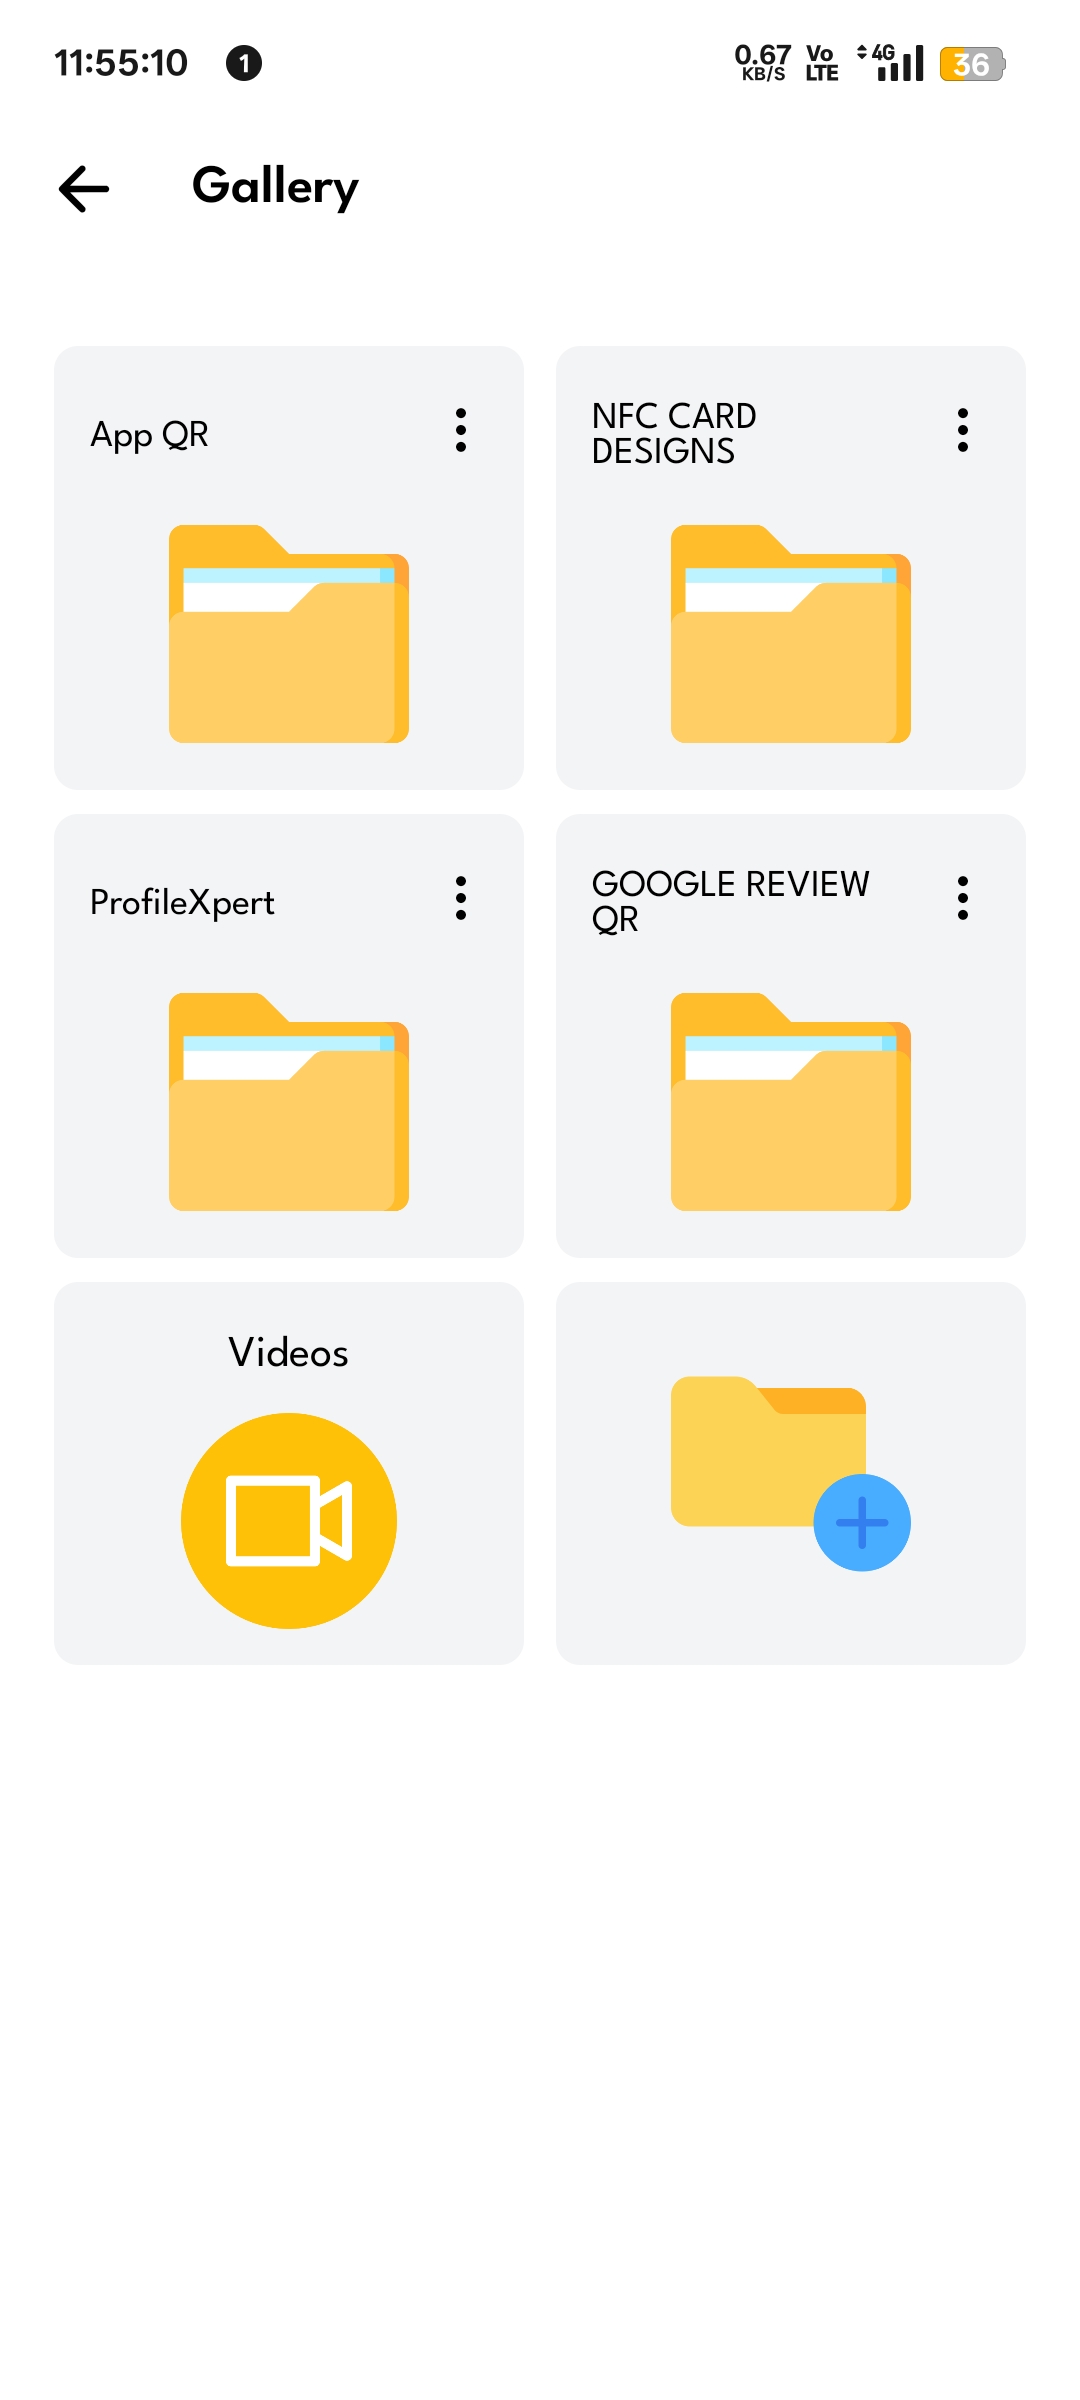 11:55:10
1
0.67
KB/S
Vo
LTE
4G
36
Gallery
App QR
NFC CARD
DESIGNS
ProfileXpert
GOOGLE REVIEW
QR
Videos